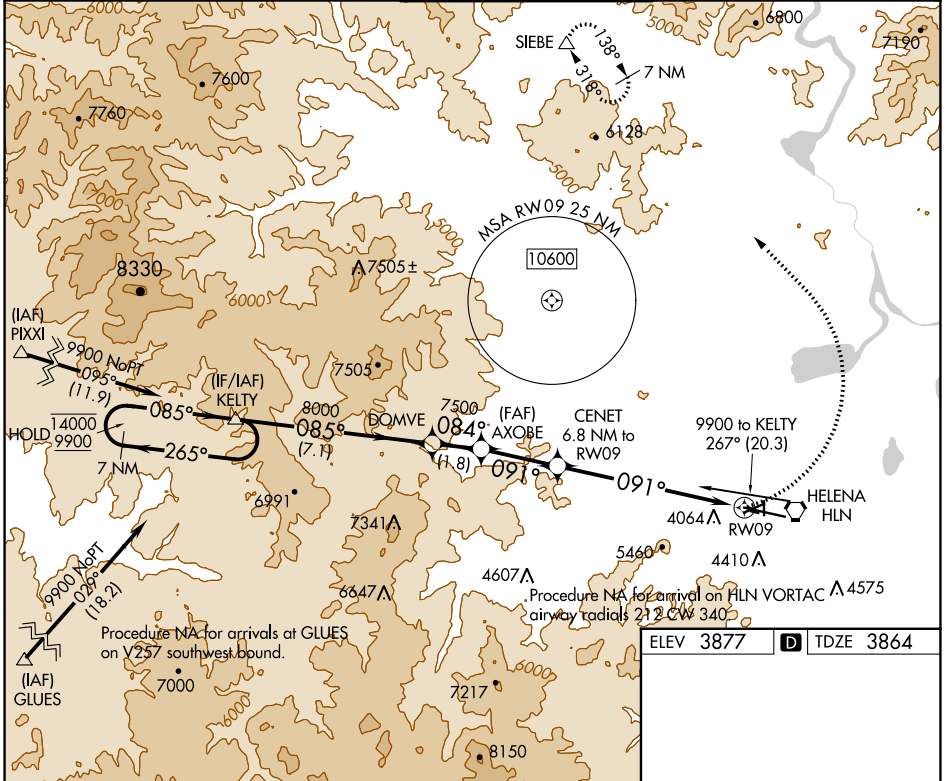 6800
5000
7190
SIEBE
138°
318°
7 NM
7600
7760
6128
5000
7000
5000
MSA RW09 25 NM
10600
8330
7505±
6000
(IAF)
PIXXI
9900 NoPT
095°
(11.9)
7505
(IF/IAF)
KELTY
HOLD
14000
9900
085°
265°
7 NM
8000
085°
(7.1)
DOMVE
7500
084°
(1.8)
(FAF)
AXOBE
091°
CENET
6.8 NM to
RW09
091°
9900 to KELTY
267° (20.3)
HELENA
HLN
RW09
4064
6991
7341
5460
4410
4607
6647
4575
Procedure NA for arrival on HLN VORTAC
airway radials 212 CW 340
9900 NoPT
029°
(18.2)
(IAF)
GLUES
Procedure NA for arrivals at GLUES
on V257 southwest bound.
7000
6000
7217
6000
8150
ELEV 3877
D
TDZE 3864